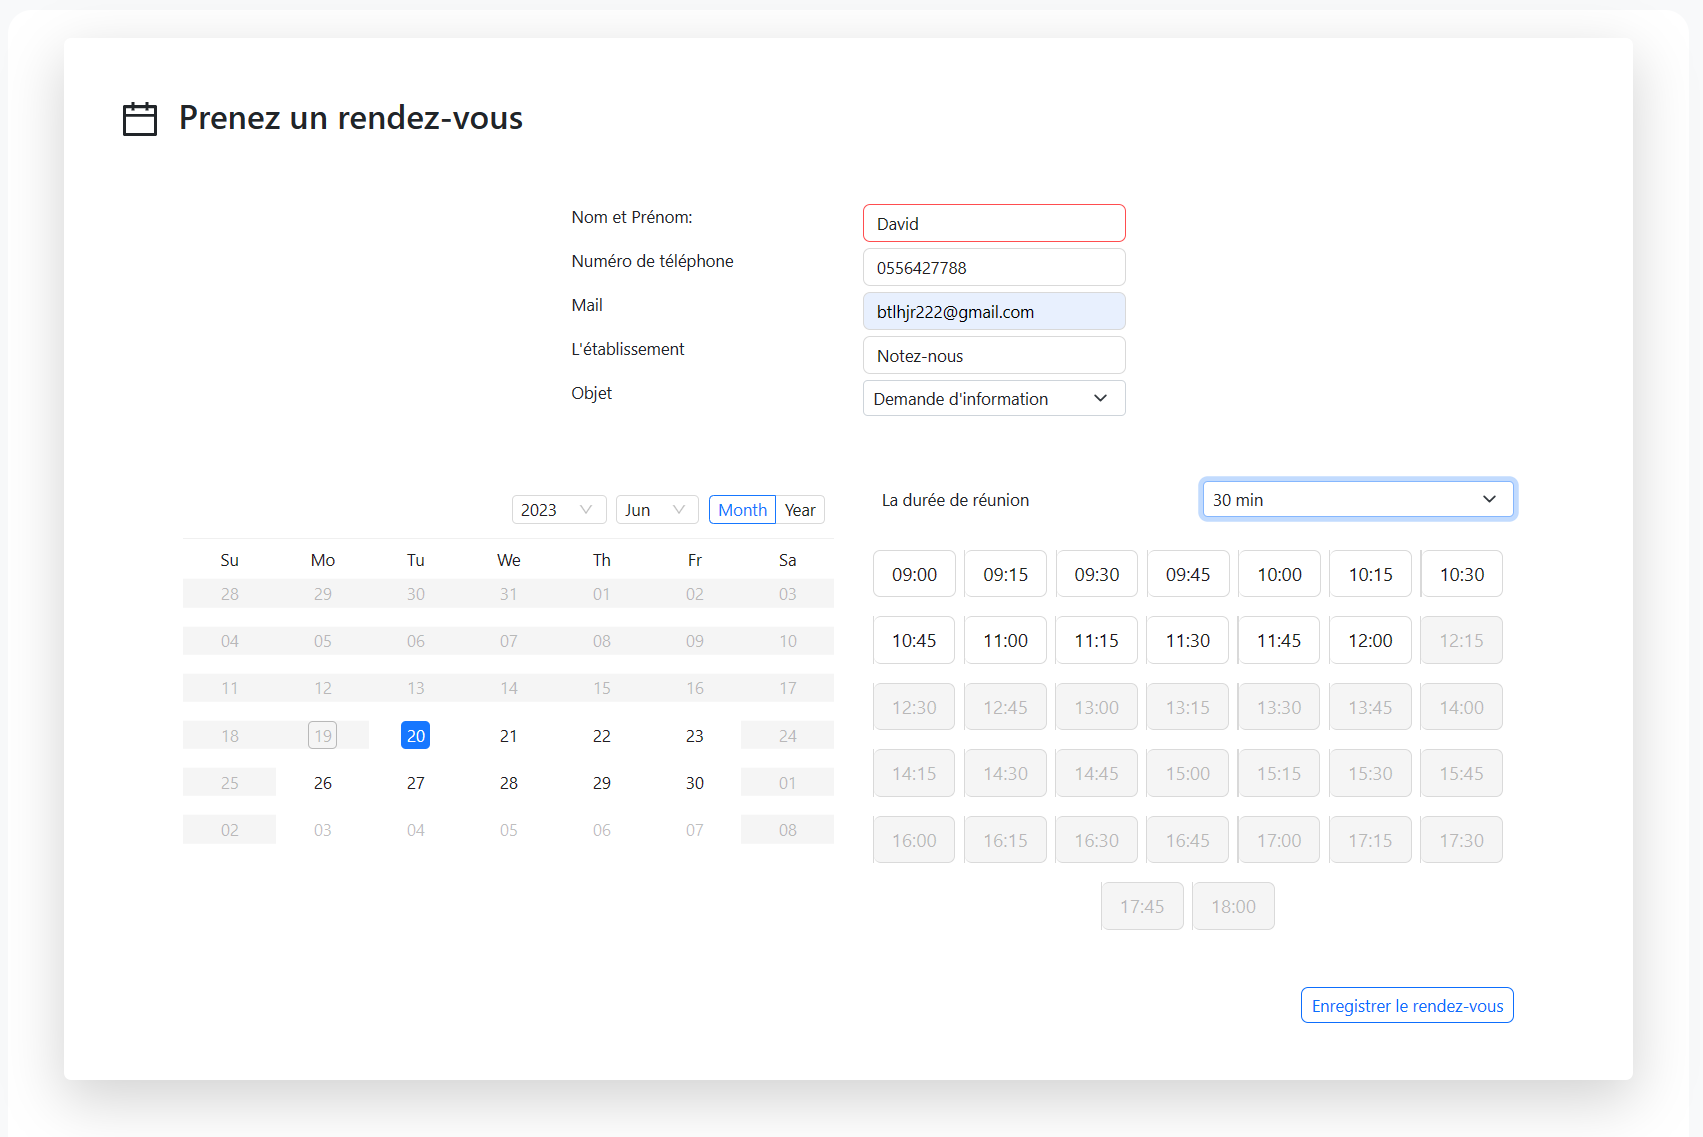 Prenez un rendez-vous
Nom et Prénom: David
Numéro de téléphone 0556427788
Mail btlhjr222@gmail.com
L'établissement Notez-nous
Objet Demande d'information
2023 Jun Month Year
Su Mo Tu We Th Fr Sa
28 29 30 31 01 02 03
04 05 06 07 08 09 10
11 12 13 14 15 16 17
18 19 20 21 22 23 24
25 26 27 28 29 30 01
02 03 04 05 06 07 08
La durée de réunion 30 min
09:00 09:15 09:30 09:45 10:00 10:15 10:30
10:45 11:00 11:15 11:30 11:45 12:00 12:15
12:30 12:45 13:00 13:15 13:30 13:45 14:00
14:15 14:30 14:45 15:00 15:15 15:30 15:45
16:00 16:15 16:30 16:45 17:00 17:15 17:30
17:45 18:00
Enregistrer le rendez-vous